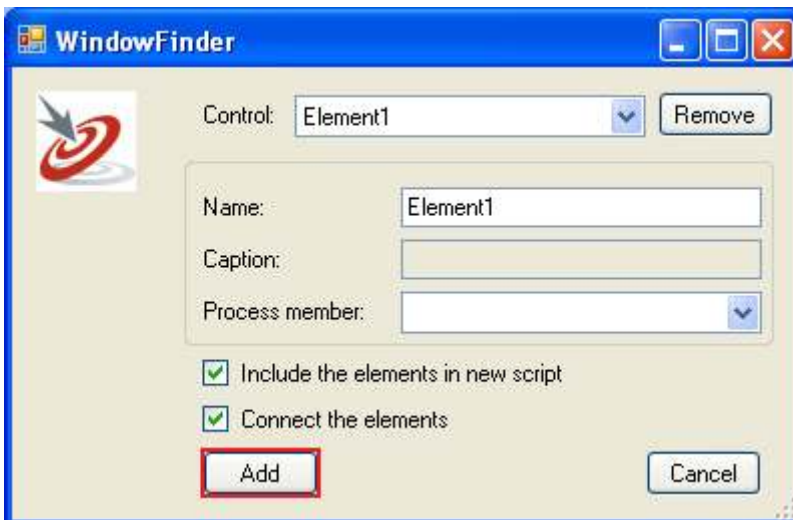 WindowFinder
Control: Element1 Remove
Name: Element1
Caption:
Process member:
Include the elements in new script
Connect the elements
Add Cancel